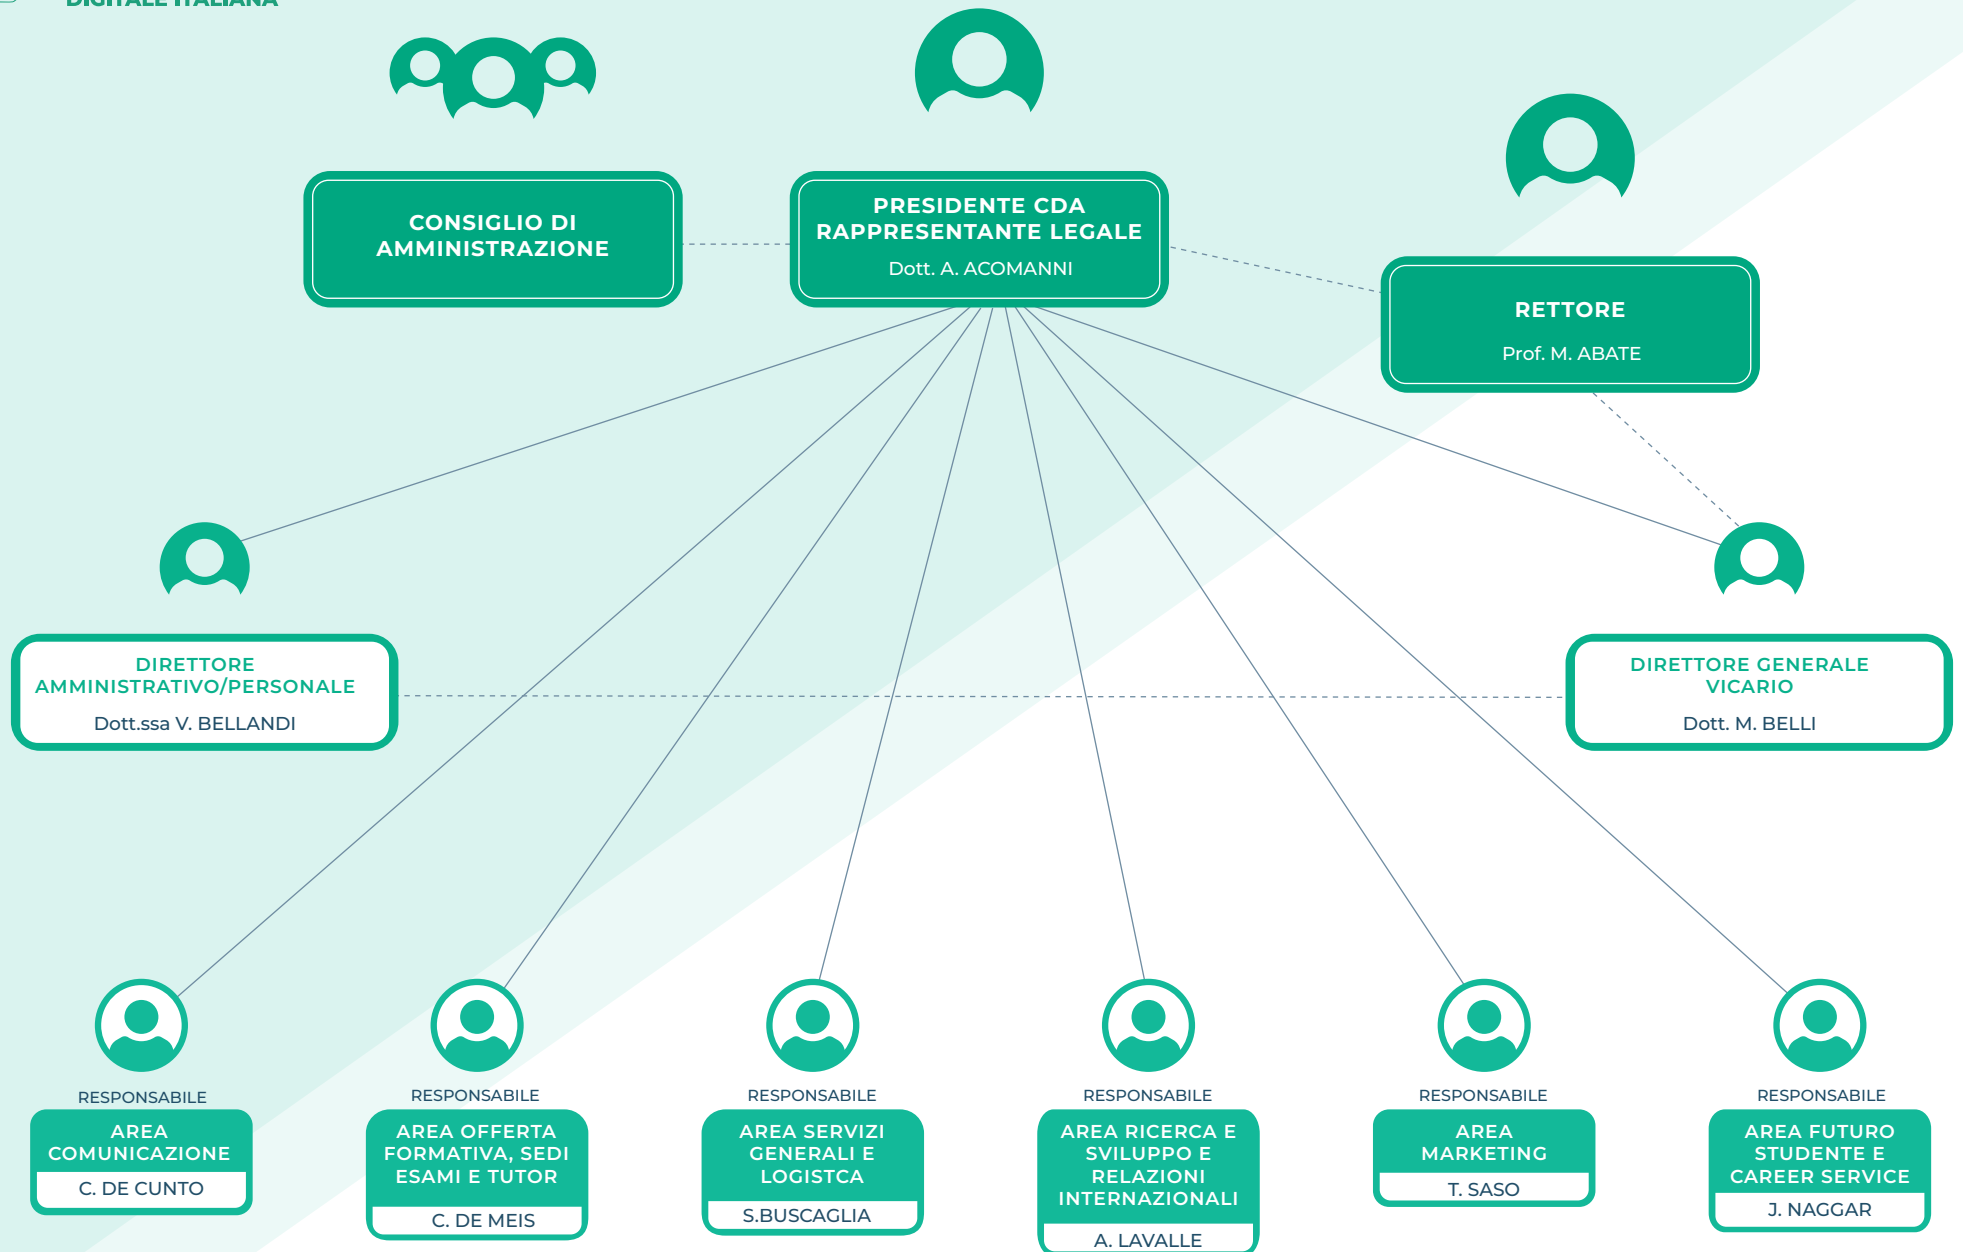 DIGITALE ITALIANA
CONSIGLIO DI
AMMINISTRAZIONE
PRESIDENTE CDA
RAPPRESENTANTE LEGALE
Dott. A. ACOMANNI
RETTORE
Prof. M. ABATE
DIRETTORE
AMMINISTRATIVO/PERSONALE
Dott.ssa V. BELLANDI
DIRETTORE GENERALE
VICARIO
Dott. M. BELLI
RESPONSABILE
AREA
COMUNICAZIONE
C. DE CUNTO
RESPONSABILE
AREA OFFERTA
FORMATIVA, SEDI
ESAMI E TUTOR
C. DE MEIS
RESPONSABILE
AREA SERVIZI
GENERALI E
LOGISTCA
S.BUSCAGLIA
RESPONSABILE
AREA RICERCA E
SVILUPPO E
RELAZIONI
INTERNAZIONALI
A. LAVALLE
RESPONSABILE
AREA
MARKETING
T. SASO
RESPONSABILE
AREA FUTURO
STUDENTE E
CAREER SERVICE
J. NAGGAR